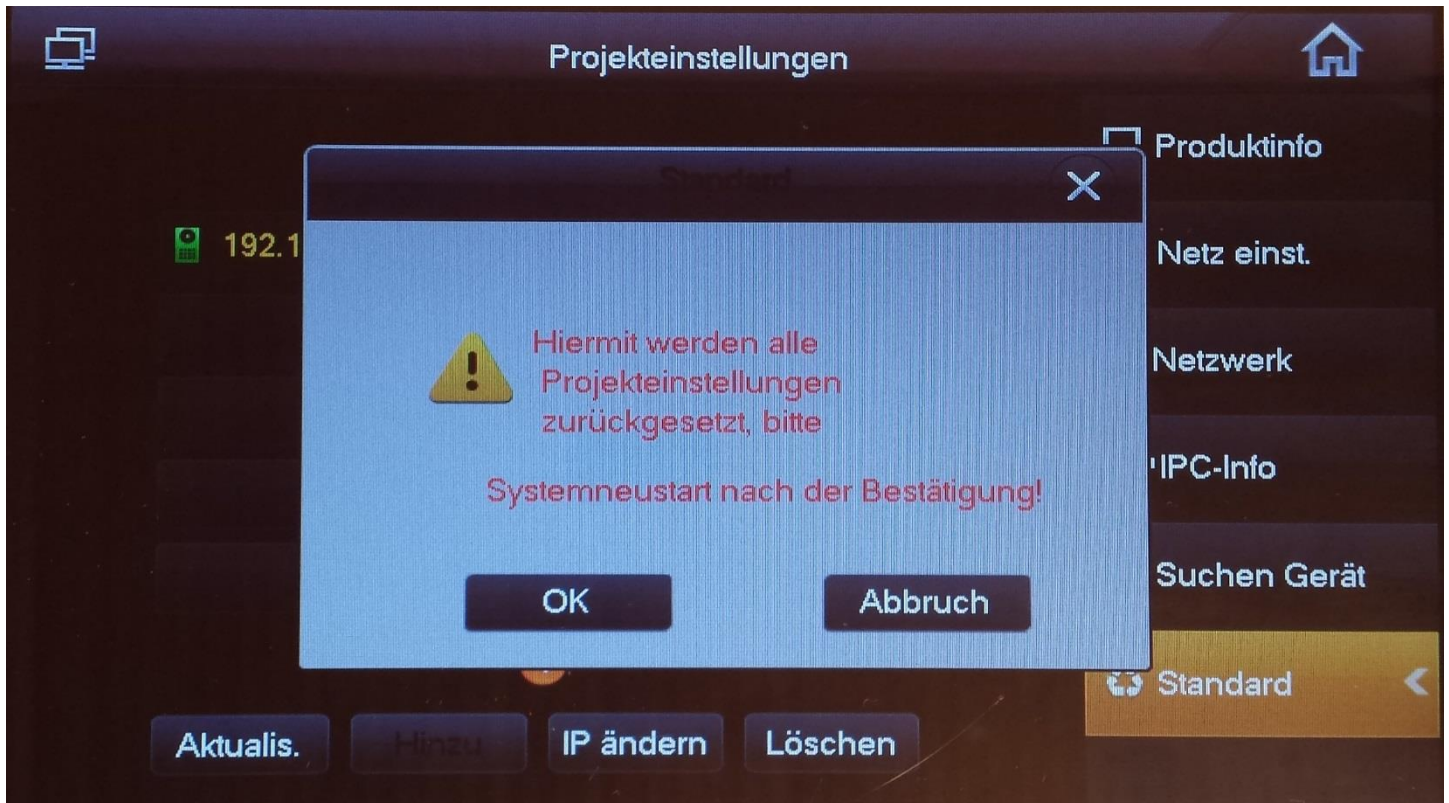 Projekteinstellungen
Produktinfo
Standard
192.1
Netz einst.
Hiermit werden alle
Projekteinstellungen
zurückgesetzt, bitte
Netzwerk
IPC-Info
Systemneustart nach der Bestätigung!
Suchen Gerät
OK
Abbruch
Standard
Aktualis.
Hinzu
IP ändern
Löschen